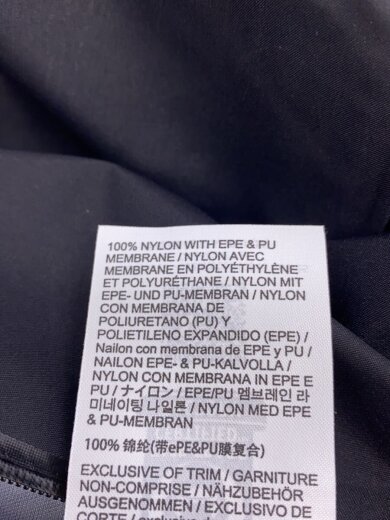 100% NYLON WITH EPE & PU
MEMBRANE / NYLON AVEC
MEMBRANE EN POLYÉTHYLÈNE
ET POLYURÉTHANE / NYLON MIT
EPE- UND PU-MEMBRAN / NYLON
CON MEMBRANA DE
POLIURETANO (PU) Y
POLIETILENO EXPANDIDO (EPE) /
Nailon con membrana de EPE y PU /
NAILON EPE- & PU-KALVOLLA /
NYLON CON MEMBRANA IN EPE E
PU / ナイロン / EPE/PU 멤브레인 라
미네이팅 나일론 / NYLON MED EPE
& PU-MEMBRAN
100% 锦纶(带ePE&PU膜复合)
EXCLUSIVE OF TRIM / GARNITURE
NON-COMPRISE / NÄHZUBEHÖR
AUSGENOMMEN / EXCLUSIVO DE
CORTE /